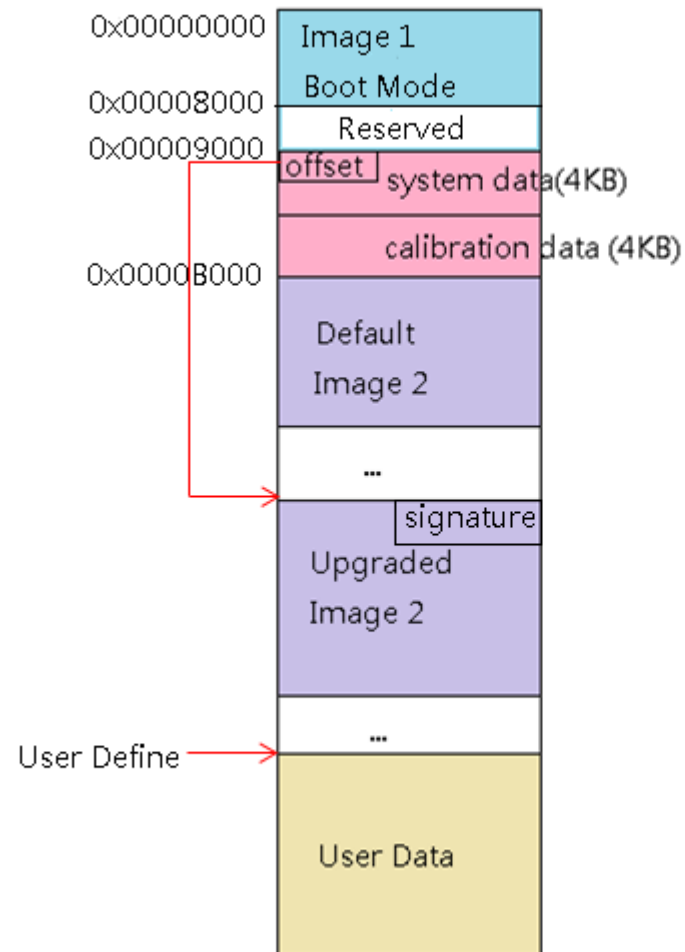 0x00000000
Image 1
Boot Mode
0x00008000
Reserved
0x00009000
offset
system data(4KB)
calibration data (4KB)
0x0000B000
Default
Image 2
...
signature
Upgraded
Image 2
...
User Define
User Data